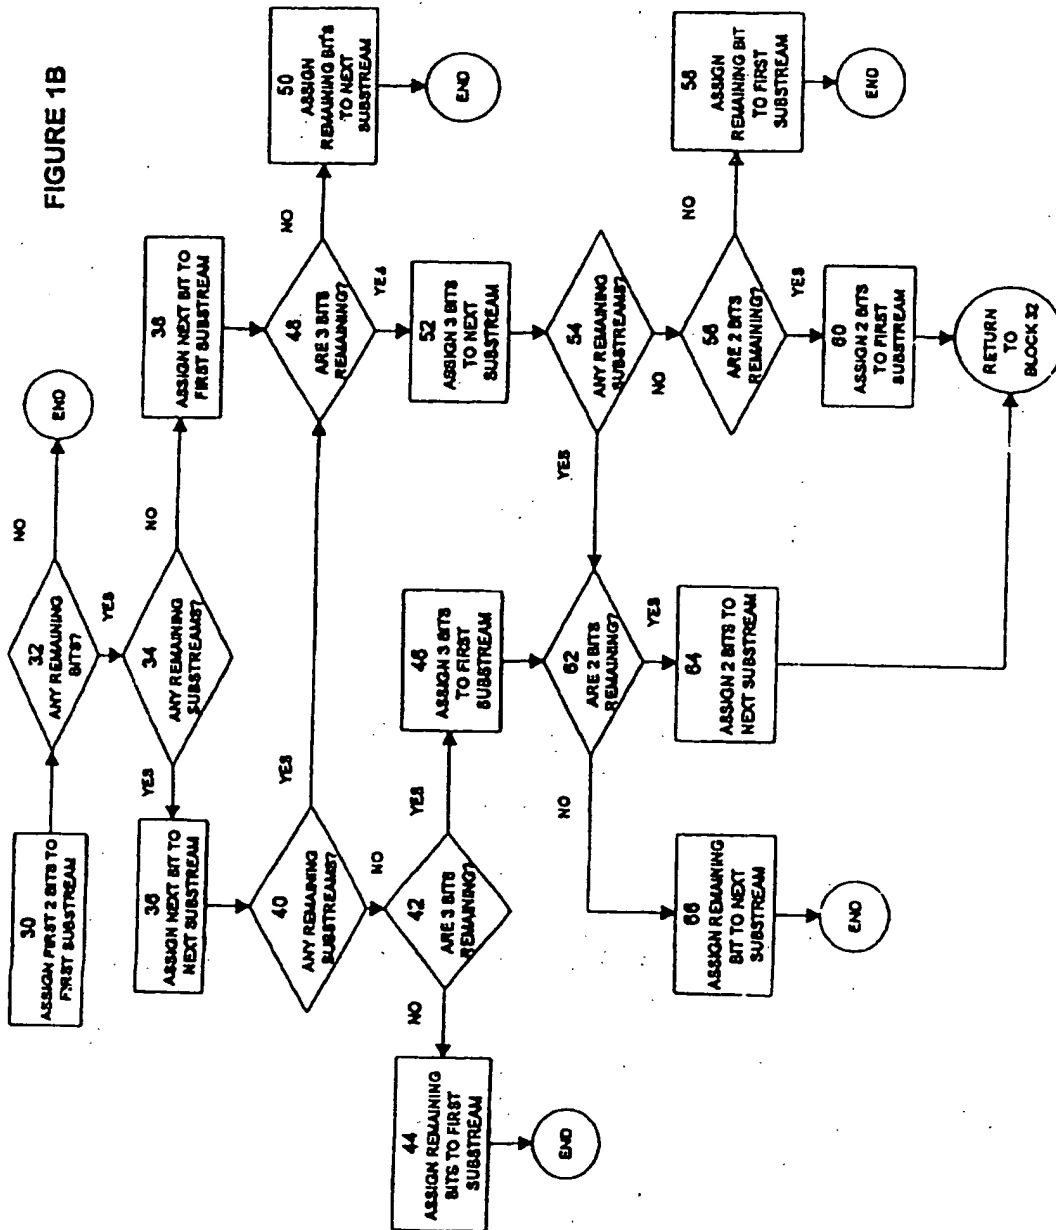 FIGURE 1B
30
ASSIGN FIRST 2 BITS TO
FIRST SUBSTREAM
32
ANY REMAINING
BITS?
NO
END
YES
34
ANY REMAINING
SUBSTREAMS?
NO
YES
36
ASSIGN NEXT BIT TO
NEXT SUBSTREAM
38
ASSIGN NEXT BIT TO
FIRST SUBSTREAM
40
ANY REMAINING
SUBSTREAMS?
YES
NO
42
ARE 3 BITS
REMAINING?
NO
YES
44
ASSIGN REMAINING
BITS TO FIRST
SUBSTREAM
END
46
ASSIGN 3 BITS
TO FIRST
SUBSTREAM
48
ARE 3 BITS
REMAINING?
NO
YES
50
ASSIGN
REMAINING BITS
TO NEXT
SUBSTREAM
END
52
ASSIGN 3 BITS
TO NEXT
SUBSTREAM
54
ANY REMAINING
SUBSTREAMS?
YES
NO
56
ARE 2 BITS
REMAINING?
NO
YES
58
ASSIGN
REMAINING BIT
TO FIRST
SUBSTREAM
END
60
ASSIGN 2 BITS
TO FIRST
SUBSTREAM
62
ARE 2 BITS
REMAINING?
NO
YES
64
ASSIGN 2 BITS TO
NEXT SUBSTREAM
66
ASSIGN REMAINING
BIT TO NEXT
SUBSTREAM
END
RETURN
TO
BLOCK 32